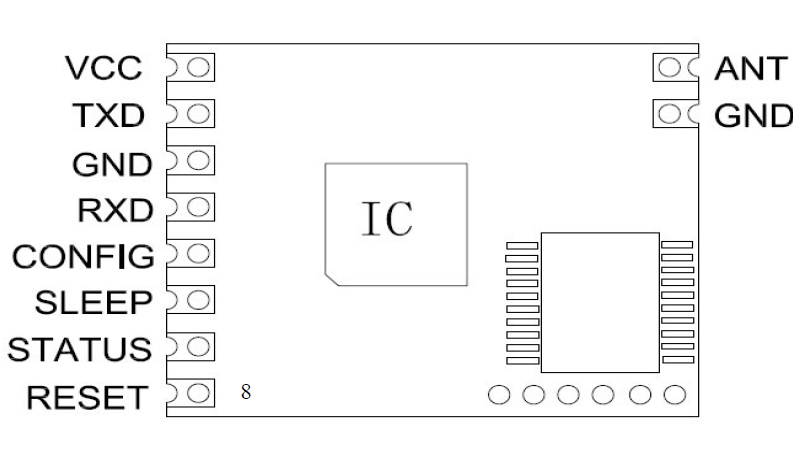 VCC
ANT
TXD
GND
GND
RXD
IC
CONFIG
SLEEP
STATUS
RESET
8